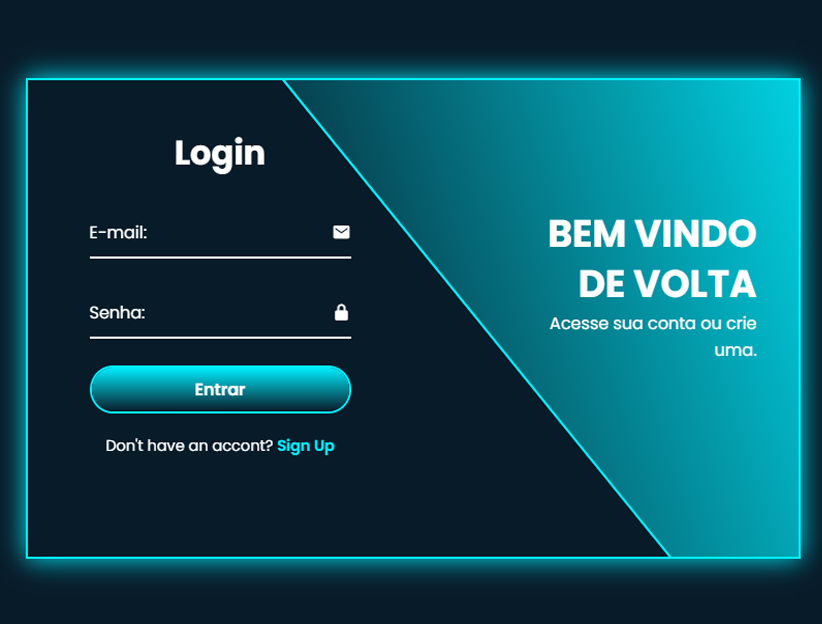 Login
E-mail:
Senha:
Entrar
Don't have an accont? Sign Up
BEM VINDO
DE VOLTA
Acesse sua conta ou crie
uma.